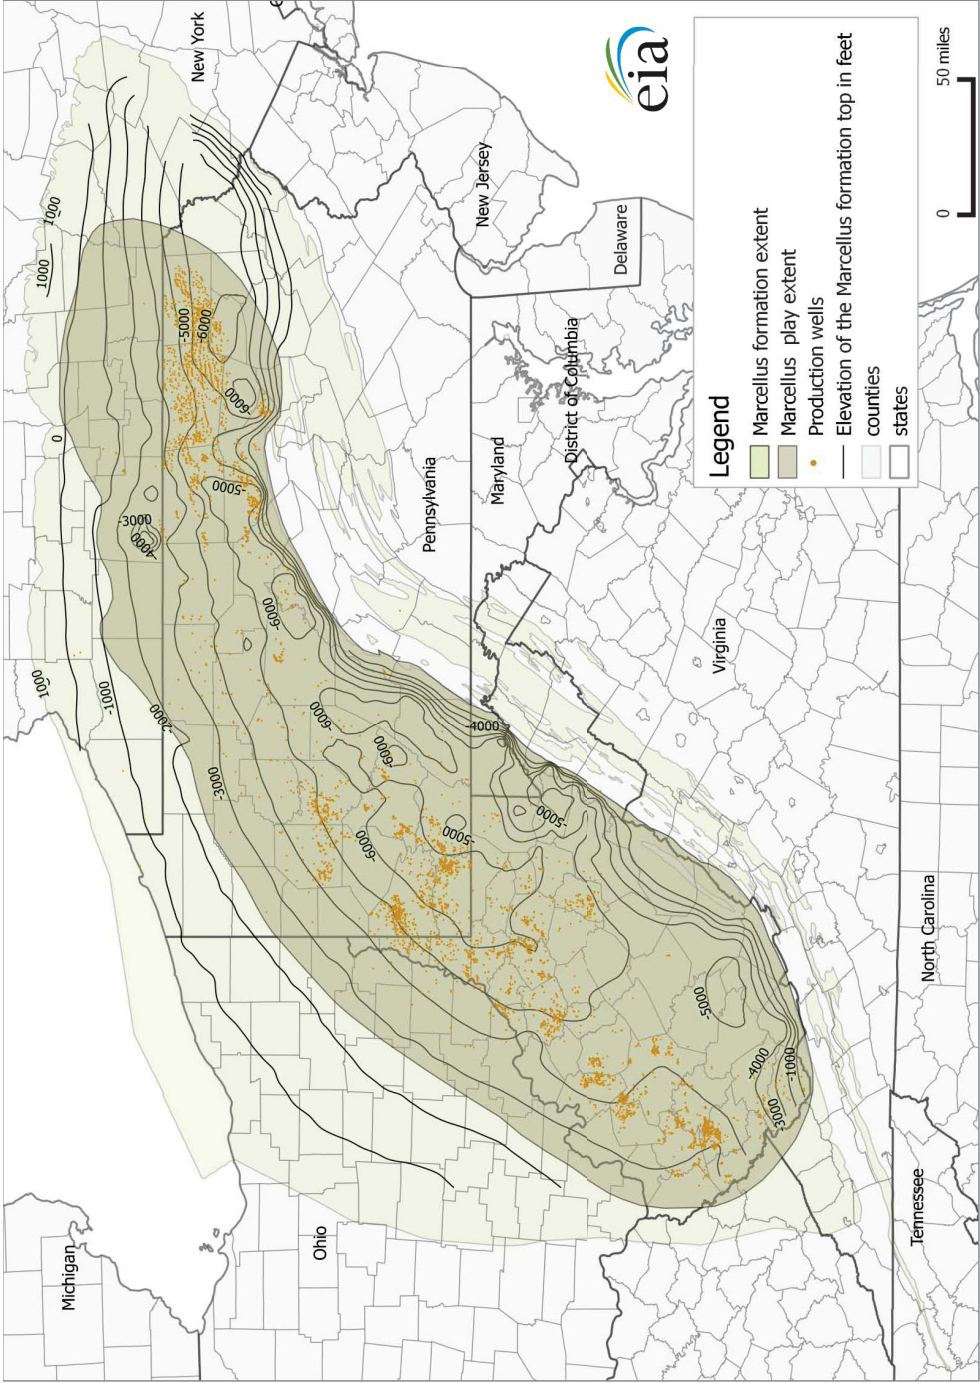 eia
Legend
Marcellus formation extent
Marcellus play extent
Production wells
Elevation of the Marcellus formation top in feet
counties
states
0
50 miles
Michigan
Ohio
New York
Pennsylvania
New Jersey
Delaware
Maryland
District of Columbia
Virginia
North Carolina
Tennessee
1000
1000
1000
0
-1000
-2000
-3000
-3000
-4000
-5000
-6000
-6000
-5000
-6000
-6000
-6000
-6000
-5000
-4000
-5000
-5000
-4000
-1000
-3000